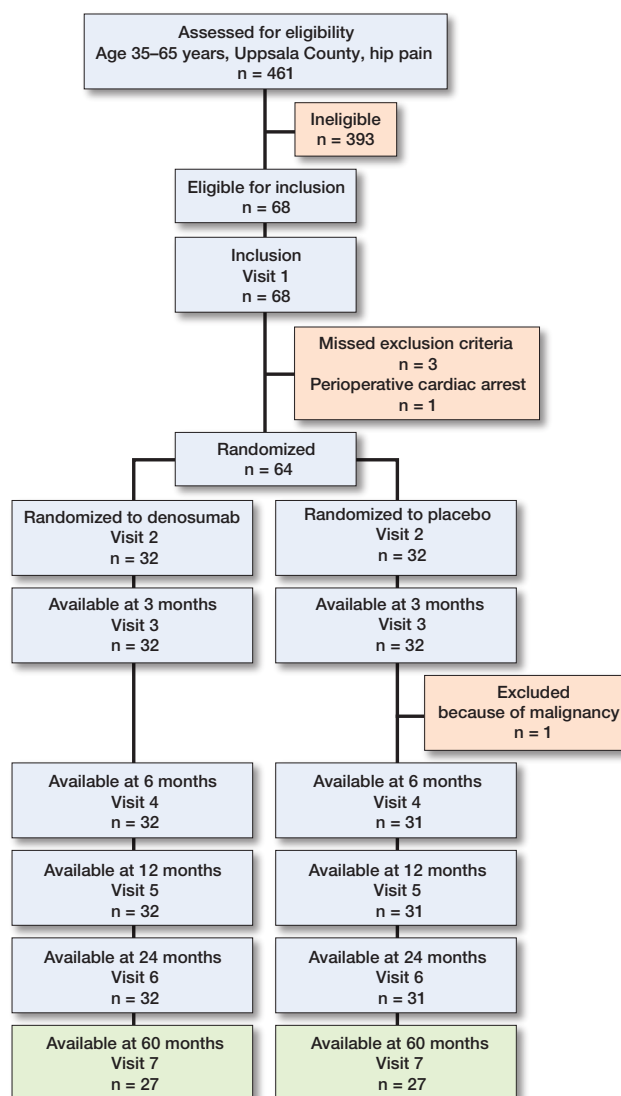 Assessed for eligibility
Age 35–65 years, Uppsala County, hip pain
n = 461
Ineligible
n = 393
Eligible for inclusion
n = 68
Inclusion
Visit 1
n = 68
Missed exclusion criteria
n = 3
Perioperative cardiac arrest
n = 1
Randomized
n = 64
Randomized to denosumab
Visit 2
n = 32
Randomized to placebo
Visit 2
n = 32
Available at 3 months
Visit 3
n = 32
Available at 3 months
Visit 3
n = 32
Excluded
because of malignancy
n = 1
Available at 6 months
Visit 4
n = 32
Available at 6 months
Visit 4
n = 31
Available at 12 months
Visit 5
n = 32
Available at 12 months
Visit 5
n = 31
Available at 24 months
Visit 6
n = 32
Available at 24 months
Visit 6
n = 31
Available at 60 months
Visit 7
n = 27
Available at 60 months
Visit 7
n = 27